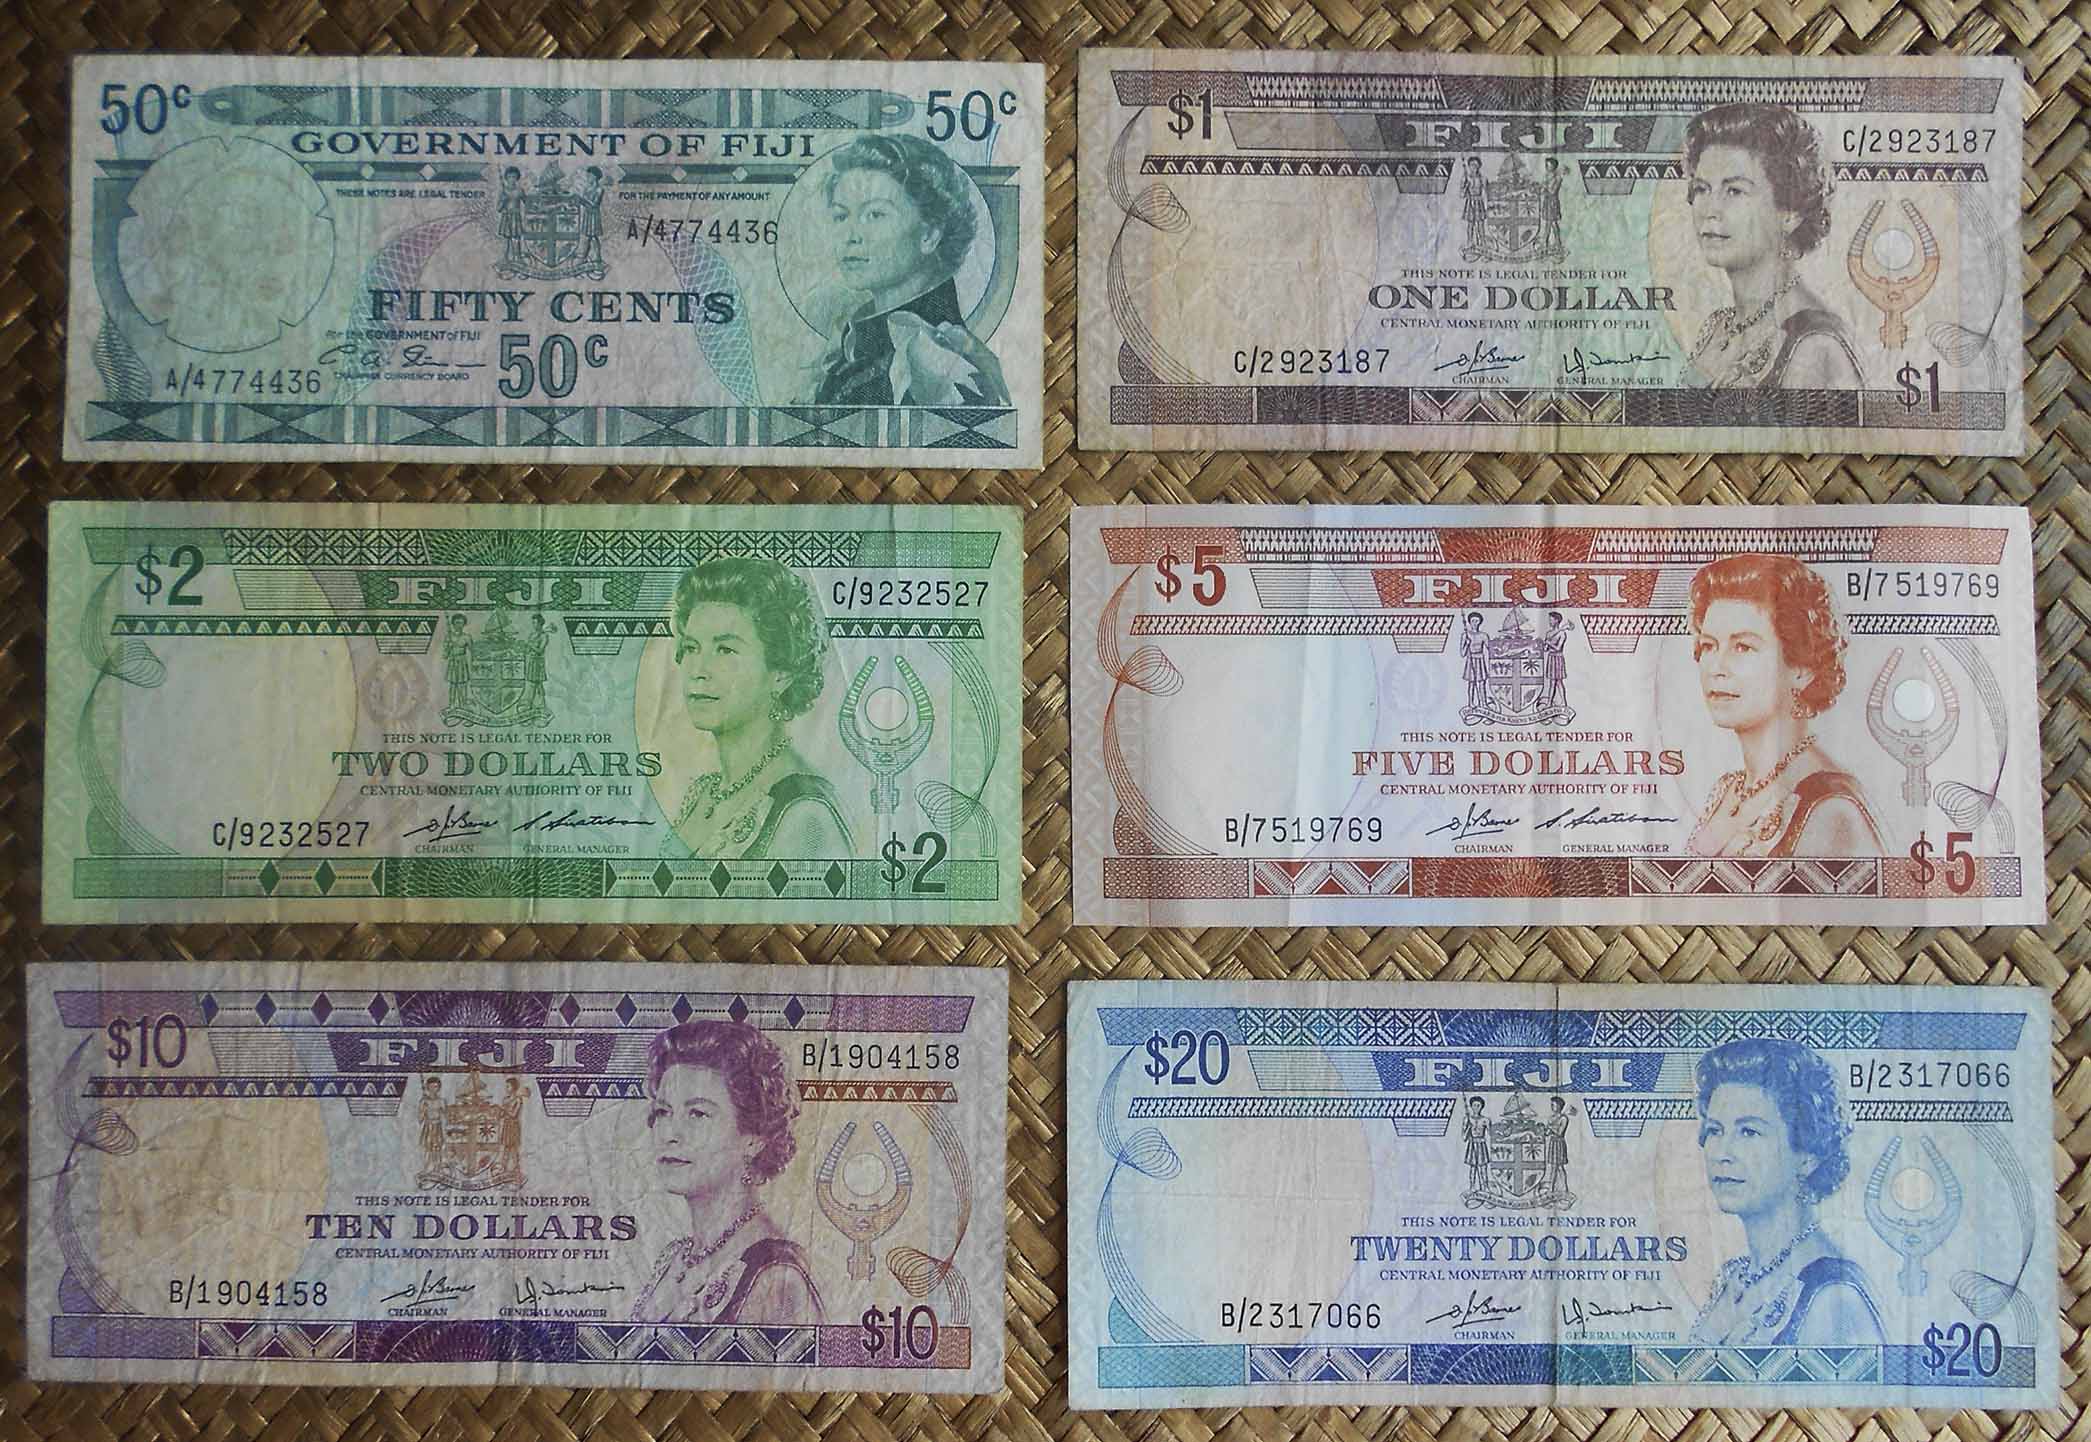 50c 50c
GOVERNMENT OF FIJI
THESE NOTES ARE LEGAL TENDER FOR THE PAYMENT OF ANY AMOUNT
A/4774436
FIFTY CENTS
For the GOVERNMENT of FIJI
50c
CHAIRMAN CURRENCY BOARD
A/4774436
$1
FIJI
C/2923187
THIS NOTE IS LEGAL TENDER FOR
ONE DOLLAR
CENTRAL MONETARY AUTHORITY OF FIJI
C/2923187
CHAIRMAN GENERAL MANAGER
$1
$2
FIJI
C/9232527
THIS NOTE IS LEGAL TENDER FOR
TWO DOLLARS
CENTRAL MONETARY AUTHORITY OF FIJI
C/9232527
CHAIRMAN GENERAL MANAGER
$2
$5
FIJI
B/7519769
THIS NOTE IS LEGAL TENDER FOR
FIVE DOLLARS
CENTRAL MONETARY AUTHORITY OF FIJI
B/7519769
CHAIRMAN GENERAL MANAGER
$5
$10
FIJI
B/1904158
THIS NOTE IS LEGAL TENDER FOR
TEN DOLLARS
CENTRAL MONETARY AUTHORITY OF FIJI
B/1904158
CHAIRMAN GENERAL MANAGER
$10
$20
FIJI
B/2317066
THIS NOTE IS LEGAL TENDER FOR
TWENTY DOLLARS
CENTRAL MONETARY AUTHORITY OF FIJI
B/2317066
CHAIRMAN GENERAL MANAGER
$20